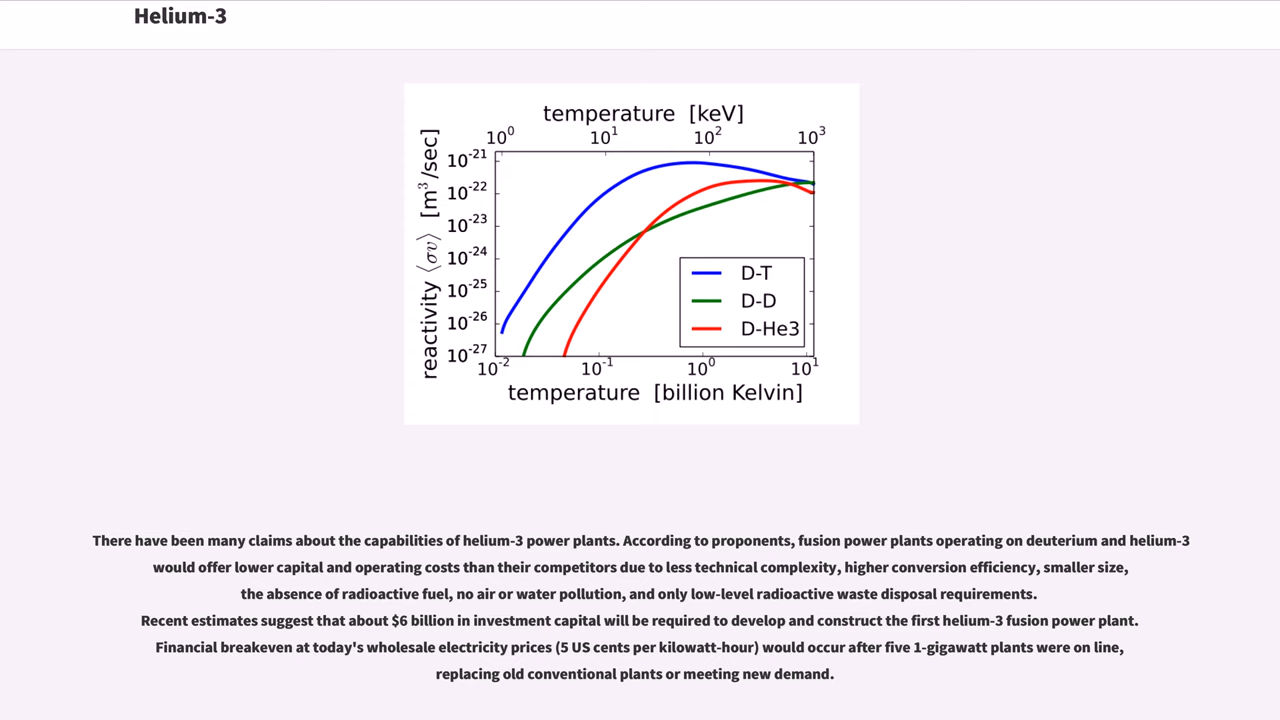 Helium-3
temperature [keV]
10^0 10^1 10^2 10^3
reactivity ⟨σv⟩ [m^3/sec]
10^-21
10^-22
10^-23
10^-24
10^-25
10^-26
10^-27
D-T
D-D
D-He3
10^-2 10^-1 10^0 10^1
temperature [billion Kelvin]
There have been many claims about the capabilities of helium-3 power plants. According to proponents, fusion power plants operating on deuterium and helium-3
would offer lower capital and operating costs than their competitors due to less technical complexity, higher conversion efficiency, smaller size,
the absence of radioactive fuel, no air or water pollution, and only low-level radioactive waste disposal requirements.
Recent estimates suggest that about $6 billion in investment capital will be required to develop and construct the first helium-3 fusion power plant.
Financial breakeven at today's wholesale electricity prices (5 US cents per kilowatt-hour) would occur after five 1-gigawatt plants were on line,
replacing old conventional plants or meeting new demand.